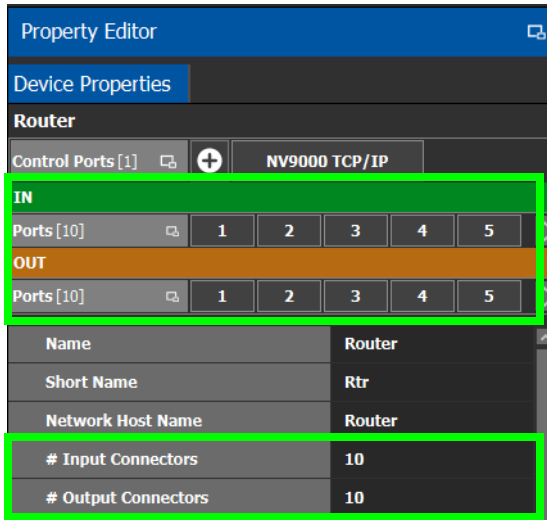 Property Editor
Device Properties
Router
Control Ports [1] NV9000 TCP/IP
IN
Ports [10] 1 2 3 4 5
OUT
Ports [10] 1 2 3 4 5
Name Router
Short Name Rtr
Network Host Name Router
# Input Connectors 10
# Output Connectors 10